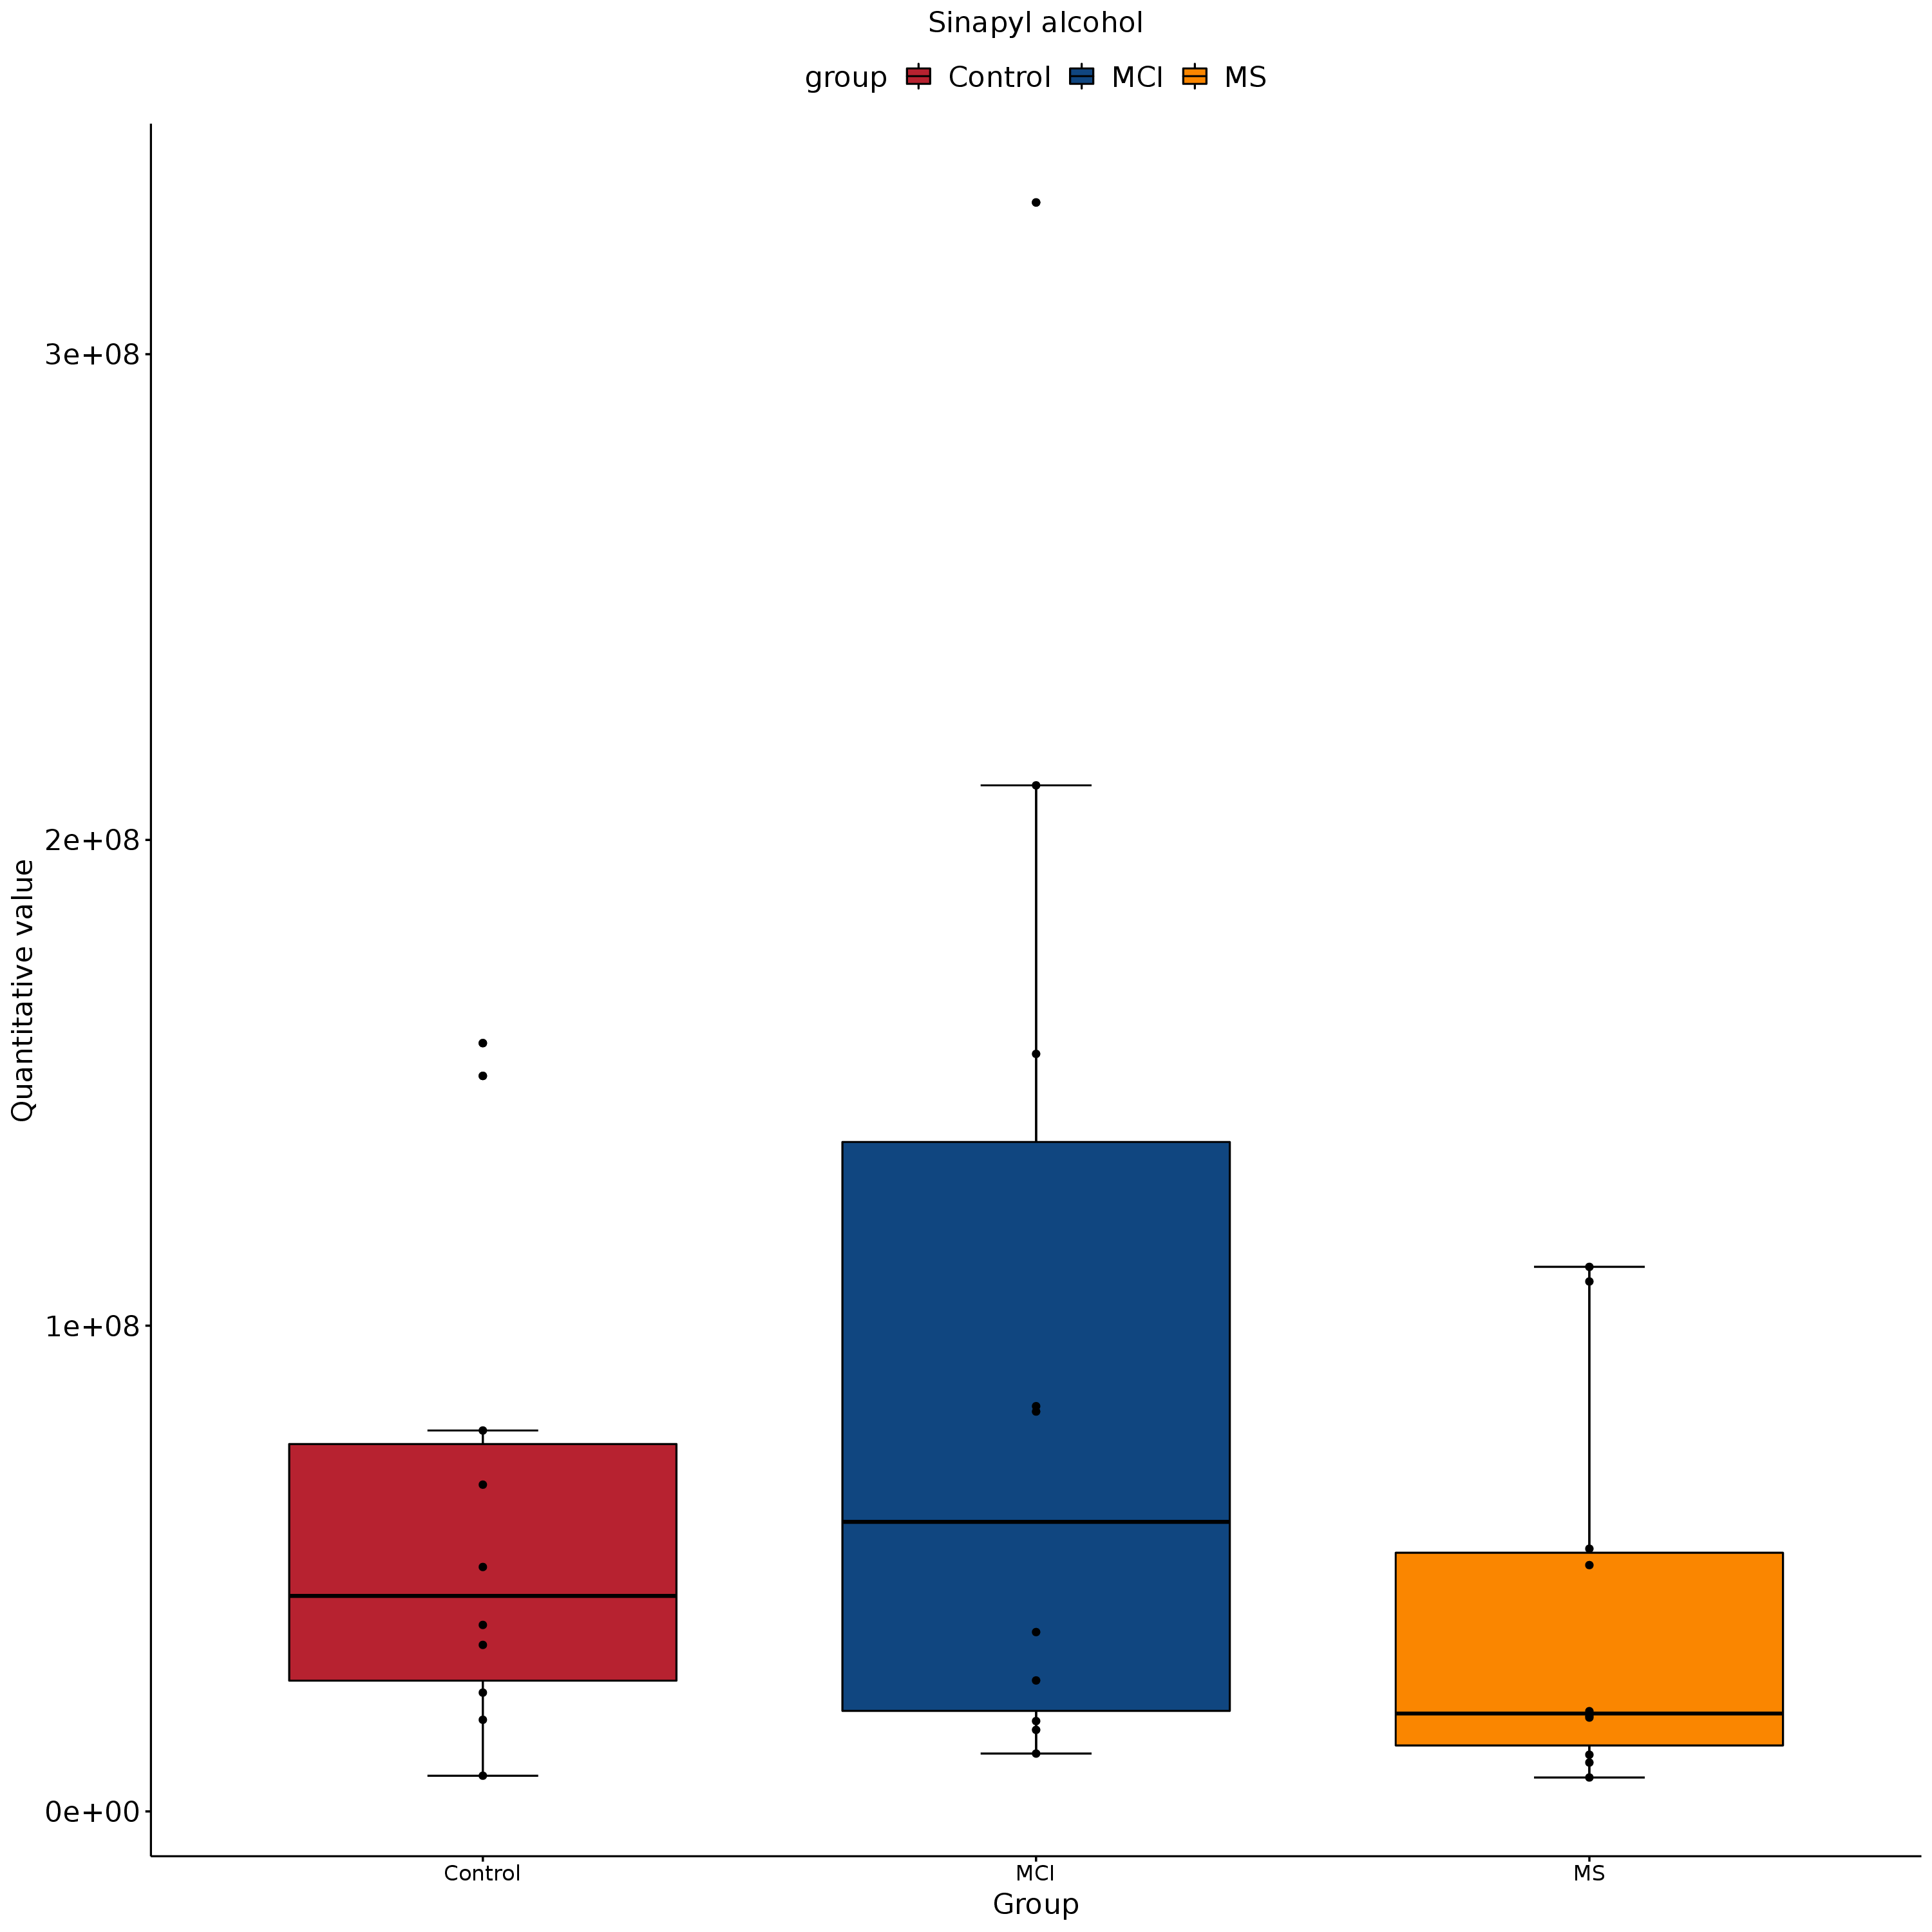 Sinapyl alcohol
group Control MCI MS
Quantitative value
3e+08
2e+08
1e+08
0e+00
Control MCI MS
Group